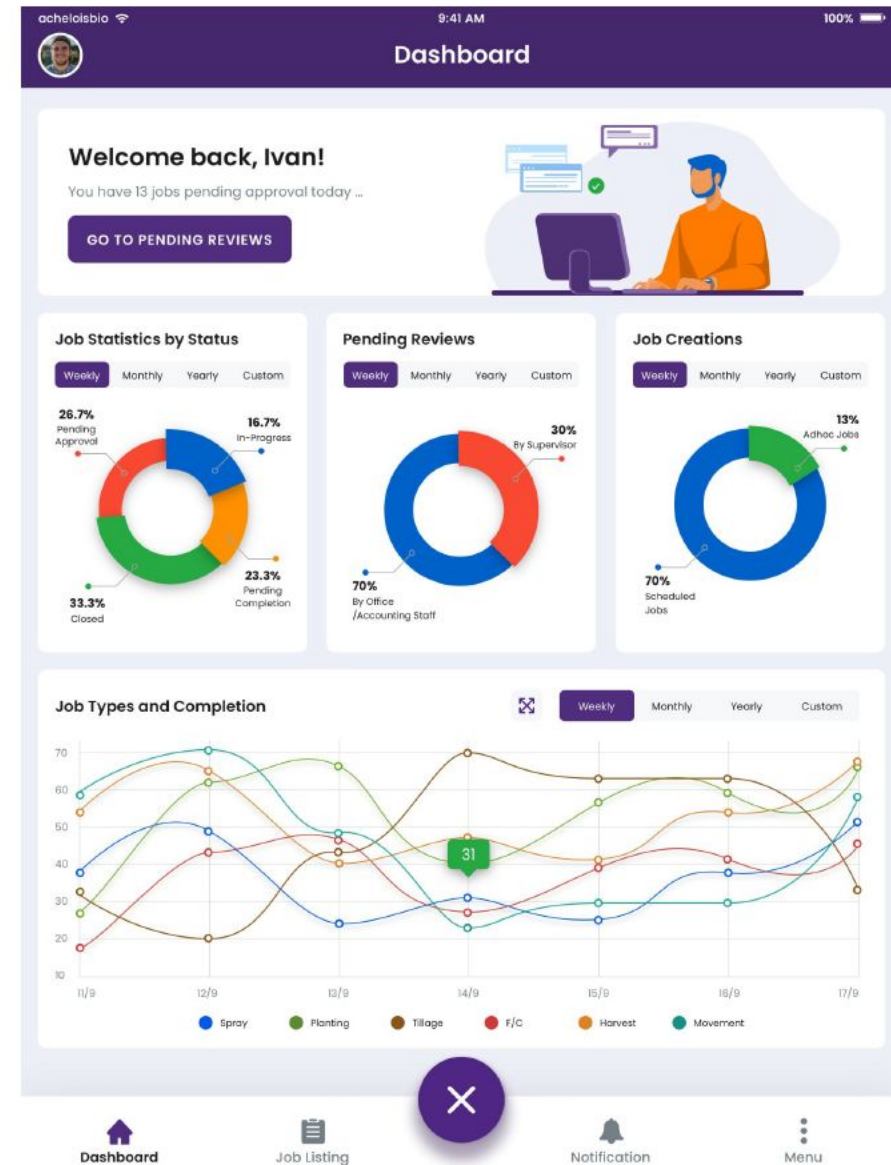 acheloisbio
9:41 AM
100%
Dashboard
Welcome back, Ivan!
You have 13 jobs pending approval today ...
GO TO PENDING REVIEWS
Job Statistics by Status
Weekly Monthly Yearly Custom
26.7%
Pending
Approval
16.7%
In-Progress
33.3%
Closed
23.3%
Pending
Completion
Pending Reviews
Weekly Monthly Yearly Custom
30%
By Supervisor
70%
By Office
/Accounting Staff
Job Creations
Weekly Monthly Yearly Custom
13%
Adhoc Jobs
70%
Scheduled
Jobs
Job Types and Completion
Weekly Monthly Yearly Custom
70
60
50
40
30
20
10
31
11/9 12/9 13/9 14/9 15/9 16/9 17/9
Spray Planting Tillage F/C Harvest Movement
Dashboard Job Listing Notification Menu